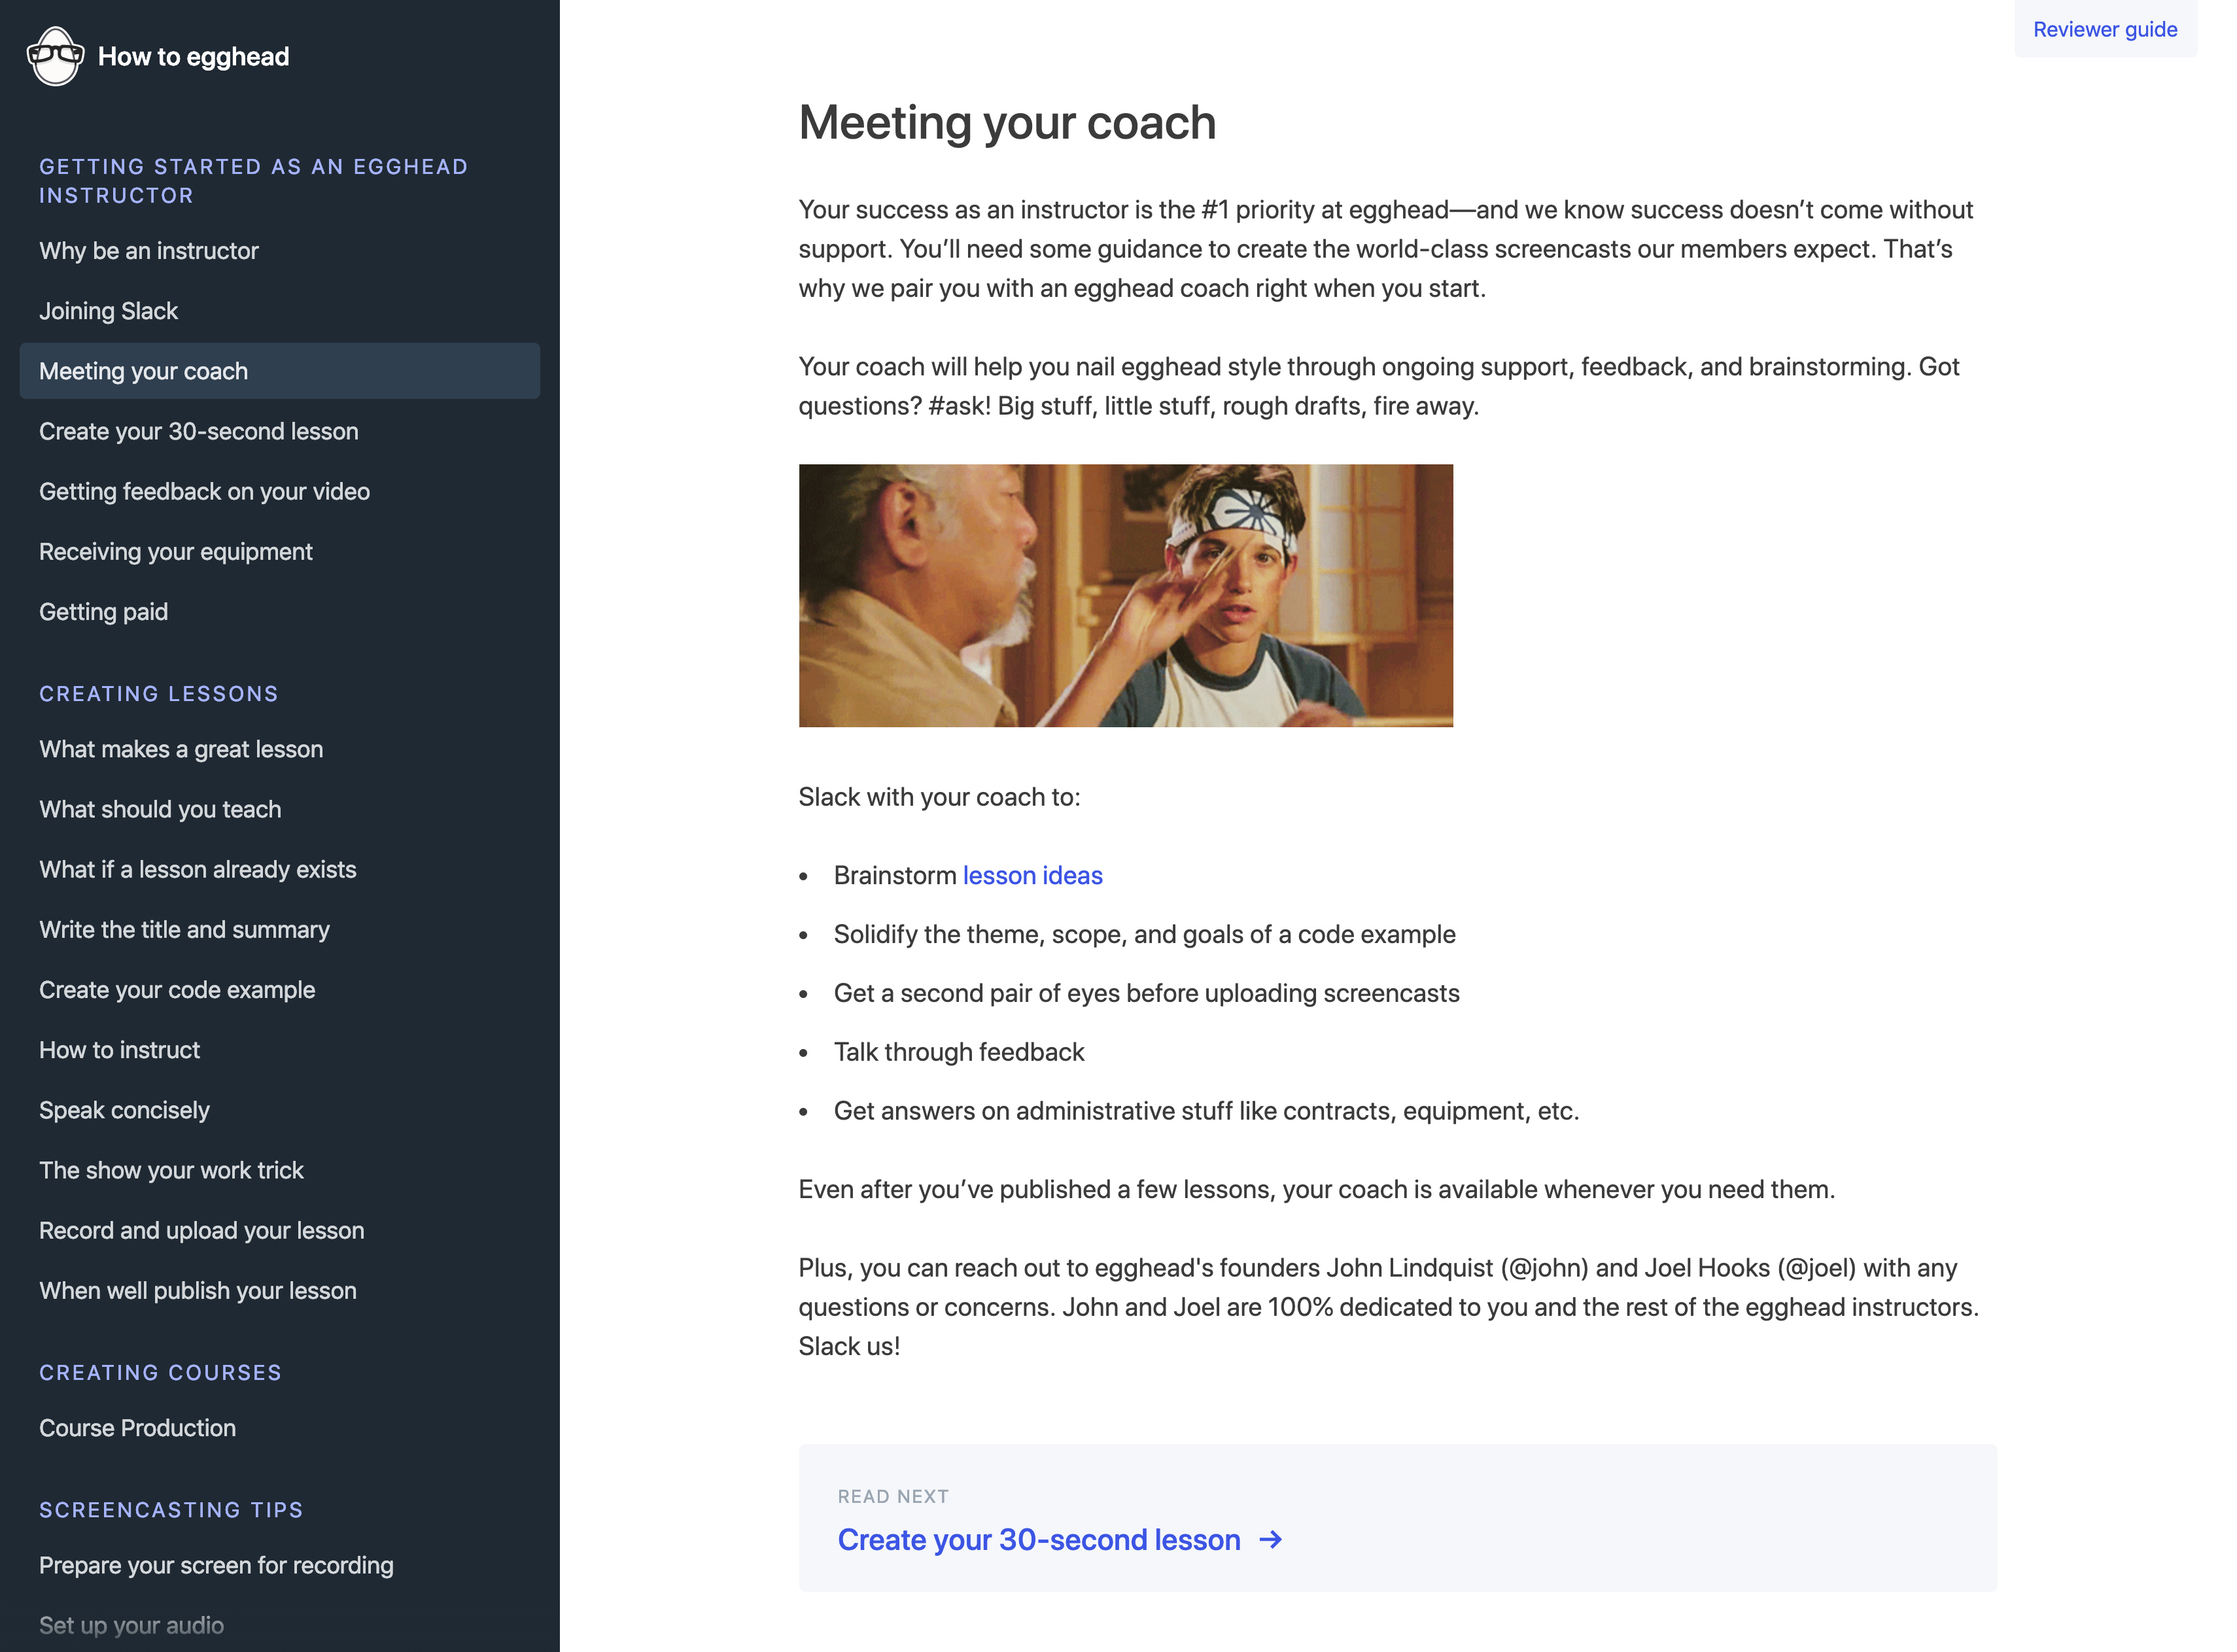 How to egghead
GETTING STARTED AS AN EGGHEAD
INSTRUCTOR
Why be an instructor
Joining Slack
Meeting your coach
Create your 30-second lesson
Getting feedback on your video
Receiving your equipment
Getting paid
CREATING LESSONS
What makes a great lesson
What should you teach
What if a lesson already exists
Write the title and summary
Create your code example
How to instruct
Speak concisely
The show your work trick
Record and upload your lesson
When well publish your lesson
CREATING COURSES
Course Production
SCREENCASTING TIPS
Prepare your screen for recording
Set up your audio
Reviewer guide
Meeting your coach
Your success as an instructor is the #1 priority at egghead—and we know success doesn’t come without
support. You’ll need some guidance to create the world-class screencasts our members expect. That’s
why we pair you with an egghead coach right when you start.
Your coach will help you nail egghead style through ongoing support, feedback, and brainstorming. Got
questions? #ask! Big stuff, little stuff, rough drafts, fire away.
Slack with your coach to:
• Brainstorm lesson ideas
• Solidify the theme, scope, and goals of a code example
• Get a second pair of eyes before uploading screencasts
• Talk through feedback
• Get answers on administrative stuff like contracts, equipment, etc.
Even after you’ve published a few lessons, your coach is available whenever you need them.
Plus, you can reach out to egghead's founders John Lindquist (@john) and Joel Hooks (@joel) with any
questions or concerns. John and Joel are 100% dedicated to you and the rest of the egghead instructors.
Slack us!
READ NEXT
Create your 30-second lesson →